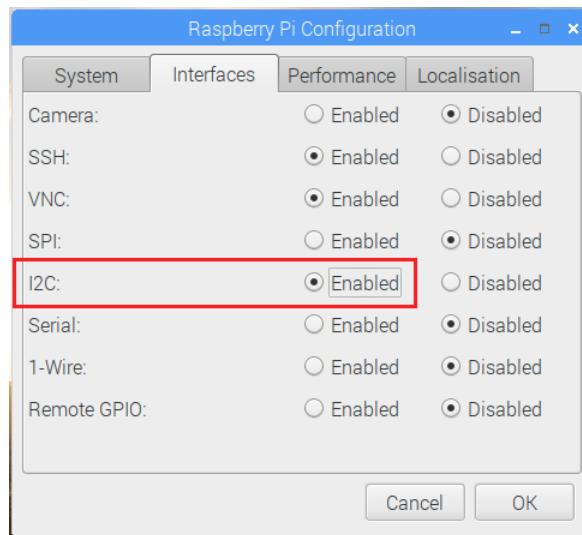 Raspberry Pi Configuration
System Interfaces Performance Localisation
Camera: Enabled Disabled
SSH: Enabled Disabled
VNC: Enabled Disabled
SPI: Enabled Disabled
I2C: Enabled Disabled
Serial: Enabled Disabled
1-Wire: Enabled Disabled
Remote GPIO: Enabled Disabled
Cancel OK